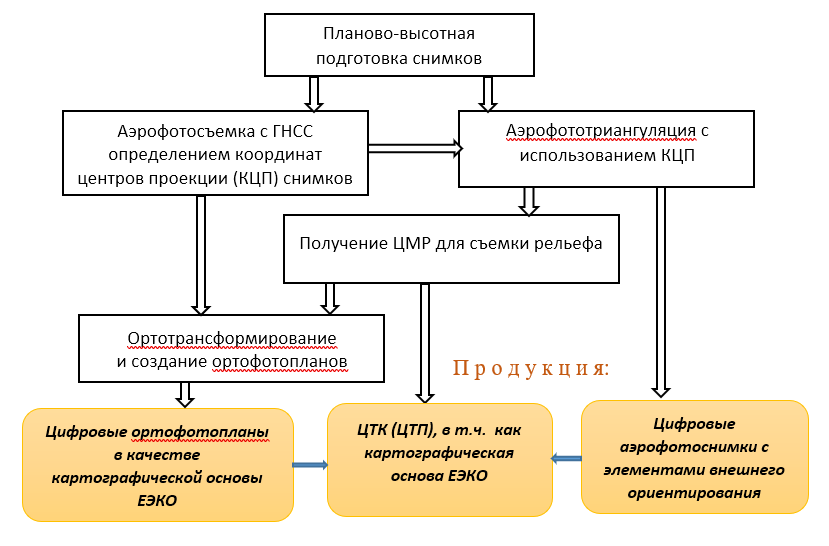 Планово-высотная
подготовка снимков
Аэрофотосъемка с ГНСС
определением координат
центров проекции (КЦП) снимков
Аэрофототриангуляция с
использованием КЦП
Получение ЦМР для съемки рельефа
Ортотрансформирование
и создание ортофотопланов
Продукция:
Цифровые ортофотопланы
в качестве
картографической основы
ЕЭКО
ЦТК (ЦТП), в т.ч. как
картографическая
основа ЕЭКО
Цифровые
аэрофотоснимки с
элементами внешнего
ориентирования